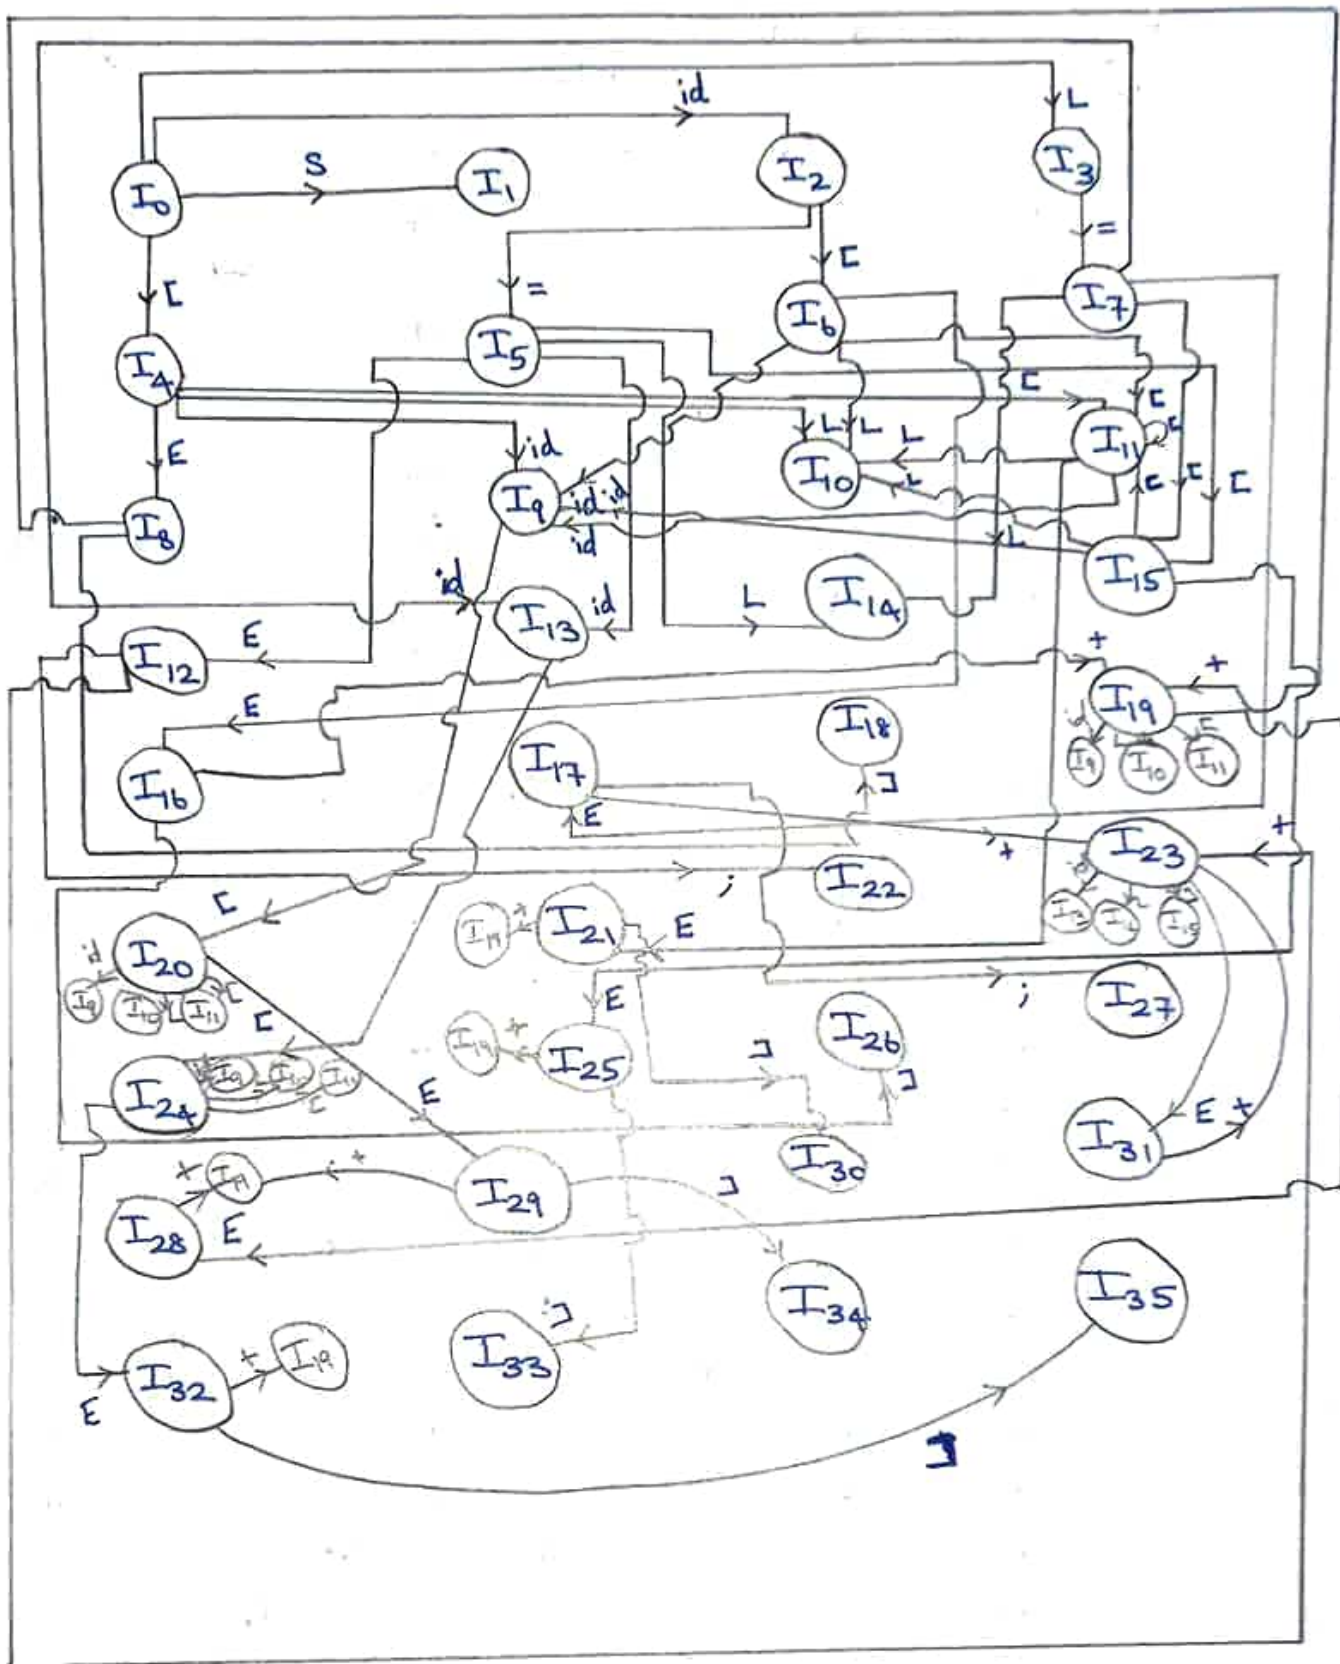 id
L
S
I0
I1
I2
I3
[
=
[
=
I4
I5
I6
I7
[
[
E
id
L
L
L
I11
[
I8
I9
id
id
I10
L
[
[
[
id
L
I15
id
I13
id
L
I14
I12
E
+
+
E
I19
I18
I17
I9
I10
I11
I16
]
E
+
+
I23
;
I22
[
I19
+
I21
E
I20
id
I9
I10
L
I11
[
[
E
;
I27
I19
+
I25
I26
I24
I9
[
E
]
]
E
+
I31
I30
+
I19
+
I29
]
I28
E
I35
I34
]
I33
I32
+
I19
E
]